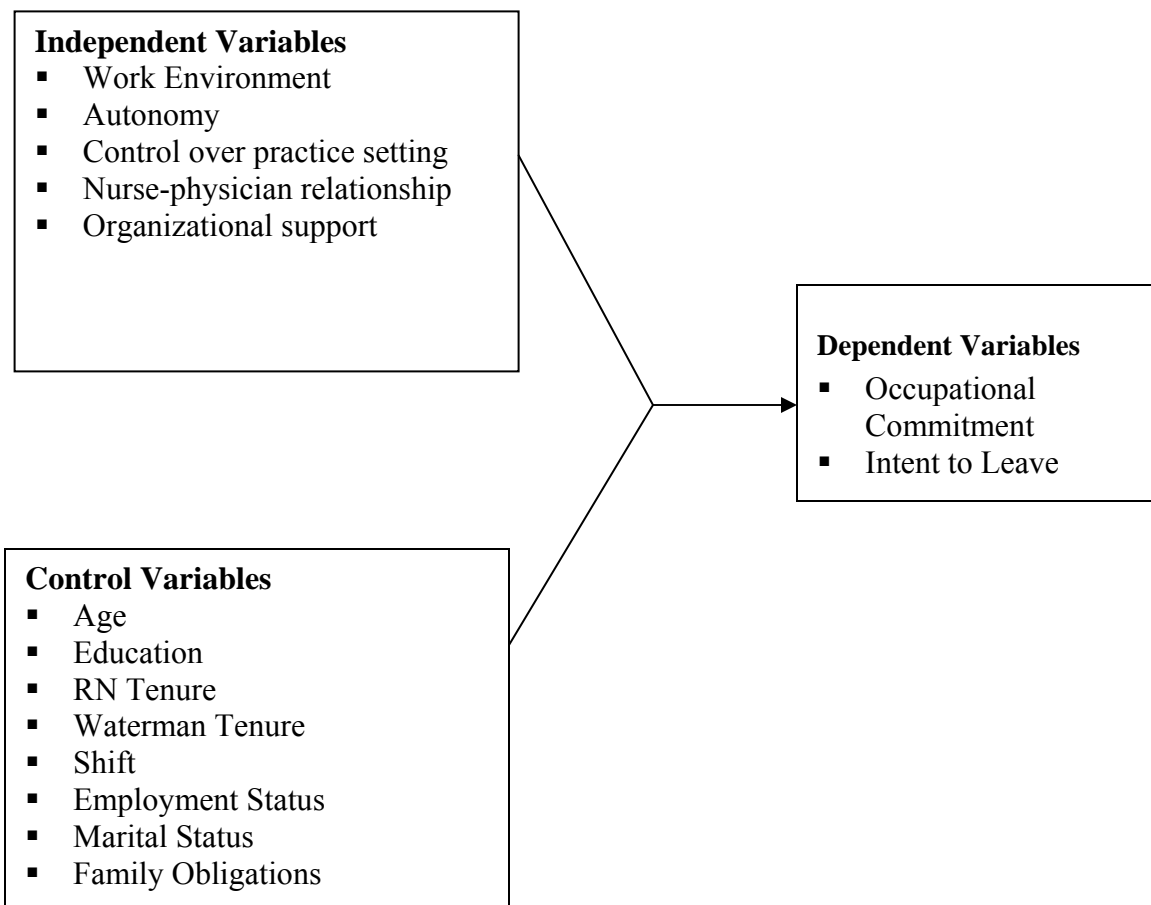 Independent Variables
▪ Work Environment
▪ Autonomy
▪ Control over practice setting
▪ Nurse-physician relationship
▪ Organizational support
Dependent Variables
▪ Occupational
Commitment
▪ Intent to Leave
Control Variables
▪ Age
▪ Education
▪ RN Tenure
▪ Waterman Tenure
▪ Shift
▪ Employment Status
▪ Marital Status
▪ Family Obligations